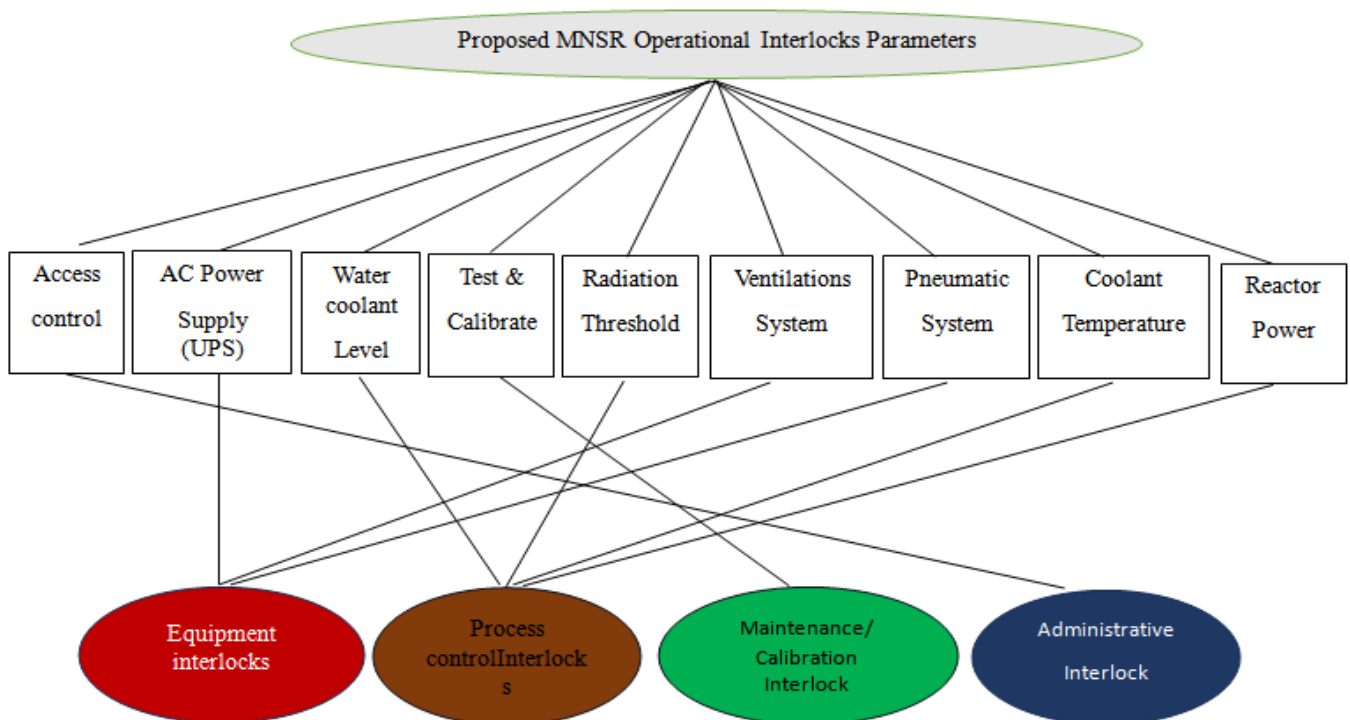 Proposed MNSR Operational Interlocks Parameters
Access
control
AC Power
Supply
(UPS)
Water
coolant
Level
Test &
Calibrate
Radiation
Threshold
Ventilations
System
Pneumatic
System
Coolant
Temperature
Reactor
Power
Equipment
interlocks
Process
controlInterlock
s
Maintenance/
Calibration
Interlock
Administrative
Interlock